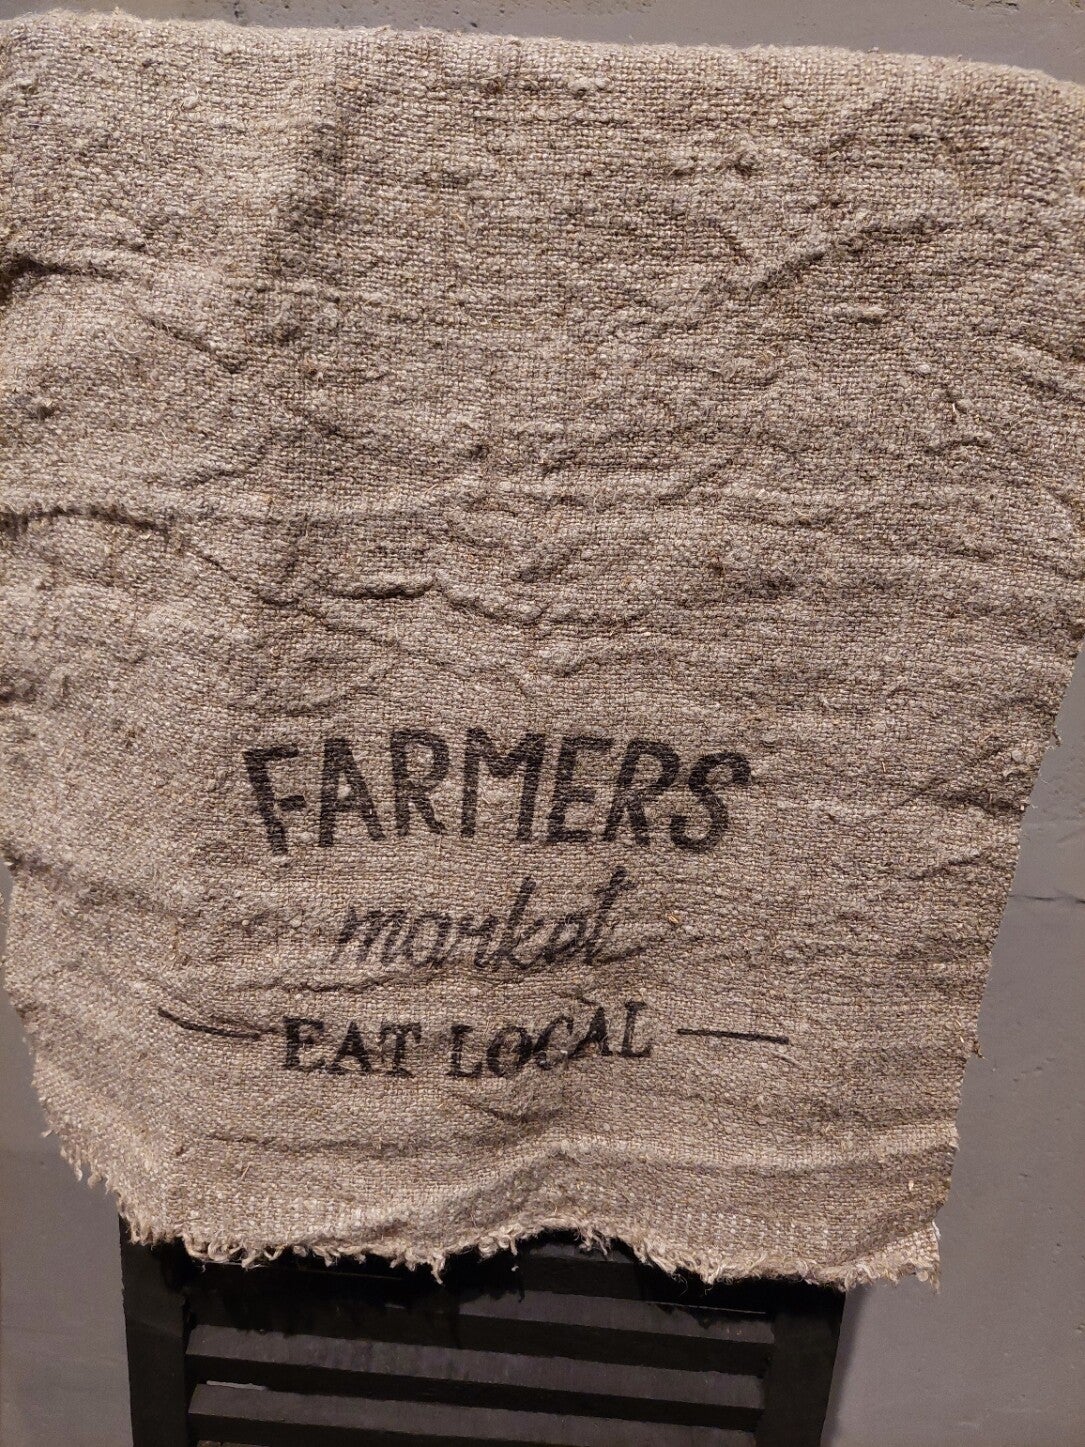 FARMERS
market
— EAT LOCAL —